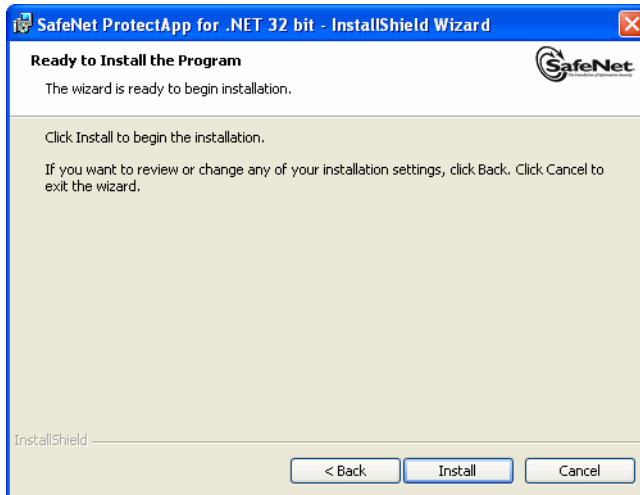 SafeNet ProtectApp for .NET 32 bit - InstallShield Wizard
Ready to Install the Program
SafeNet
The wizard is ready to begin installation.
Click Install to begin the installation.
If you want to review or change any of your installation settings, click Back. Click Cancel to
exit the wizard.
InstallShield
< Back
Install
Cancel